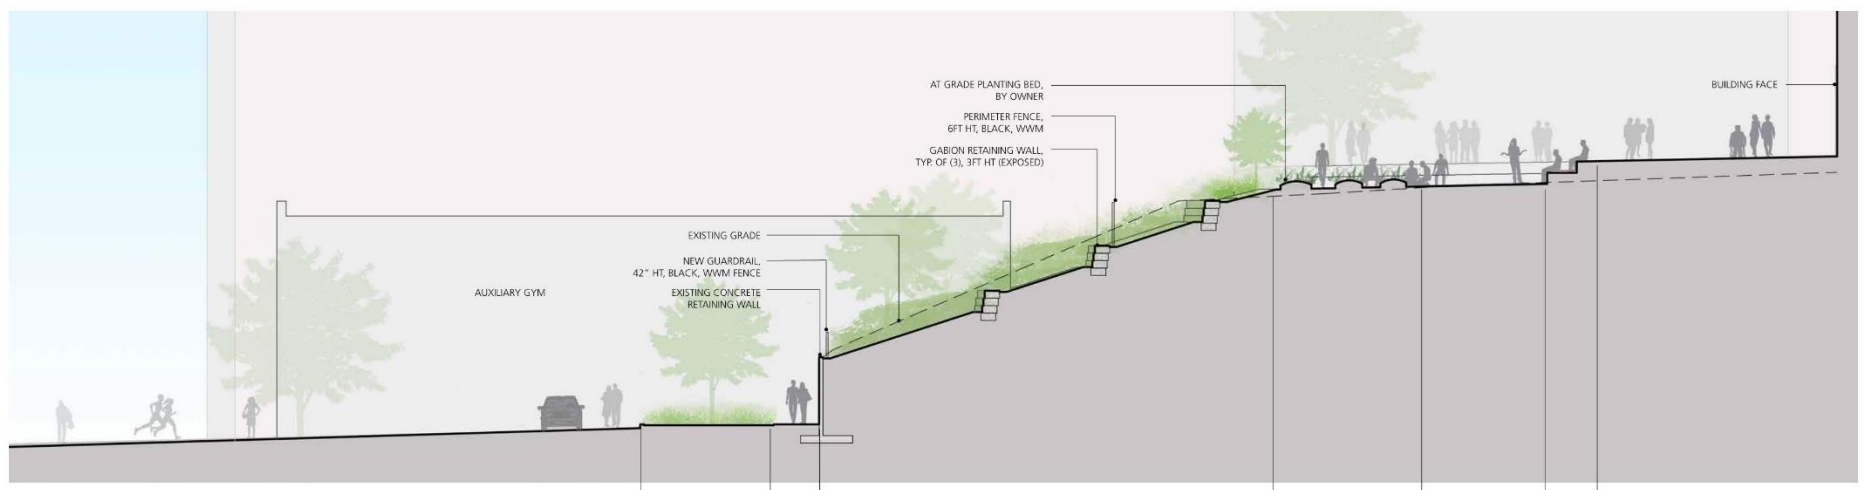 AT GRADE PLANTING BED,
BY OWNER
BUILDING FACE
PERIMETER FENCE,
6FT HT, BLACK, WWM
GABION RETAINING WALL,
TYP. OF (3), 3FT HT (EXPOSED)
EXISTING GRADE
NEW GUARDRAIL,
42" HT, BLACK, WWM FENCE
AUXILIARY GYM
EXISTING CONCRETE
RETAINING WALL